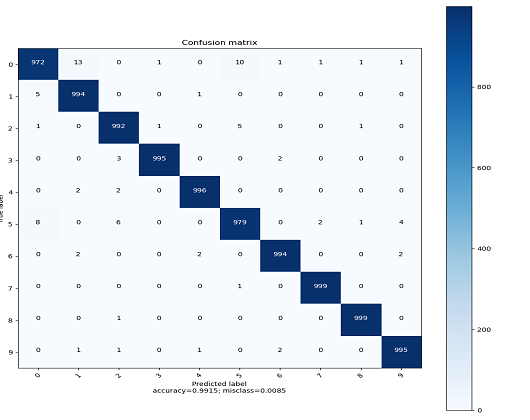 Confusion matrix
0 972 13 0 1 0 10 1 1 1 1
1 5 994 0 0 1 0 0 0 0 0
2 1 0 992 1 0 5 0 0 1 0
3 0 0 3 995 0 0 2 0 0 0
4 0 2 2 0 996 0 0 0 0 0
5 8 0 6 0 0 979 0 2 1 4
6 0 2 0 0 2 0 994 0 0 2
7 0 0 0 0 0 1 0 999 0 0
8 0 0 1 0 0 0 0 0 999 0
9 0 1 1 0 1 0 2 0 0 995
0 1 2 3 4 5 6 7 8 9
Predicted label
accuracy=0.9915; misclass=0.0085
True label
800
600
400
200
0